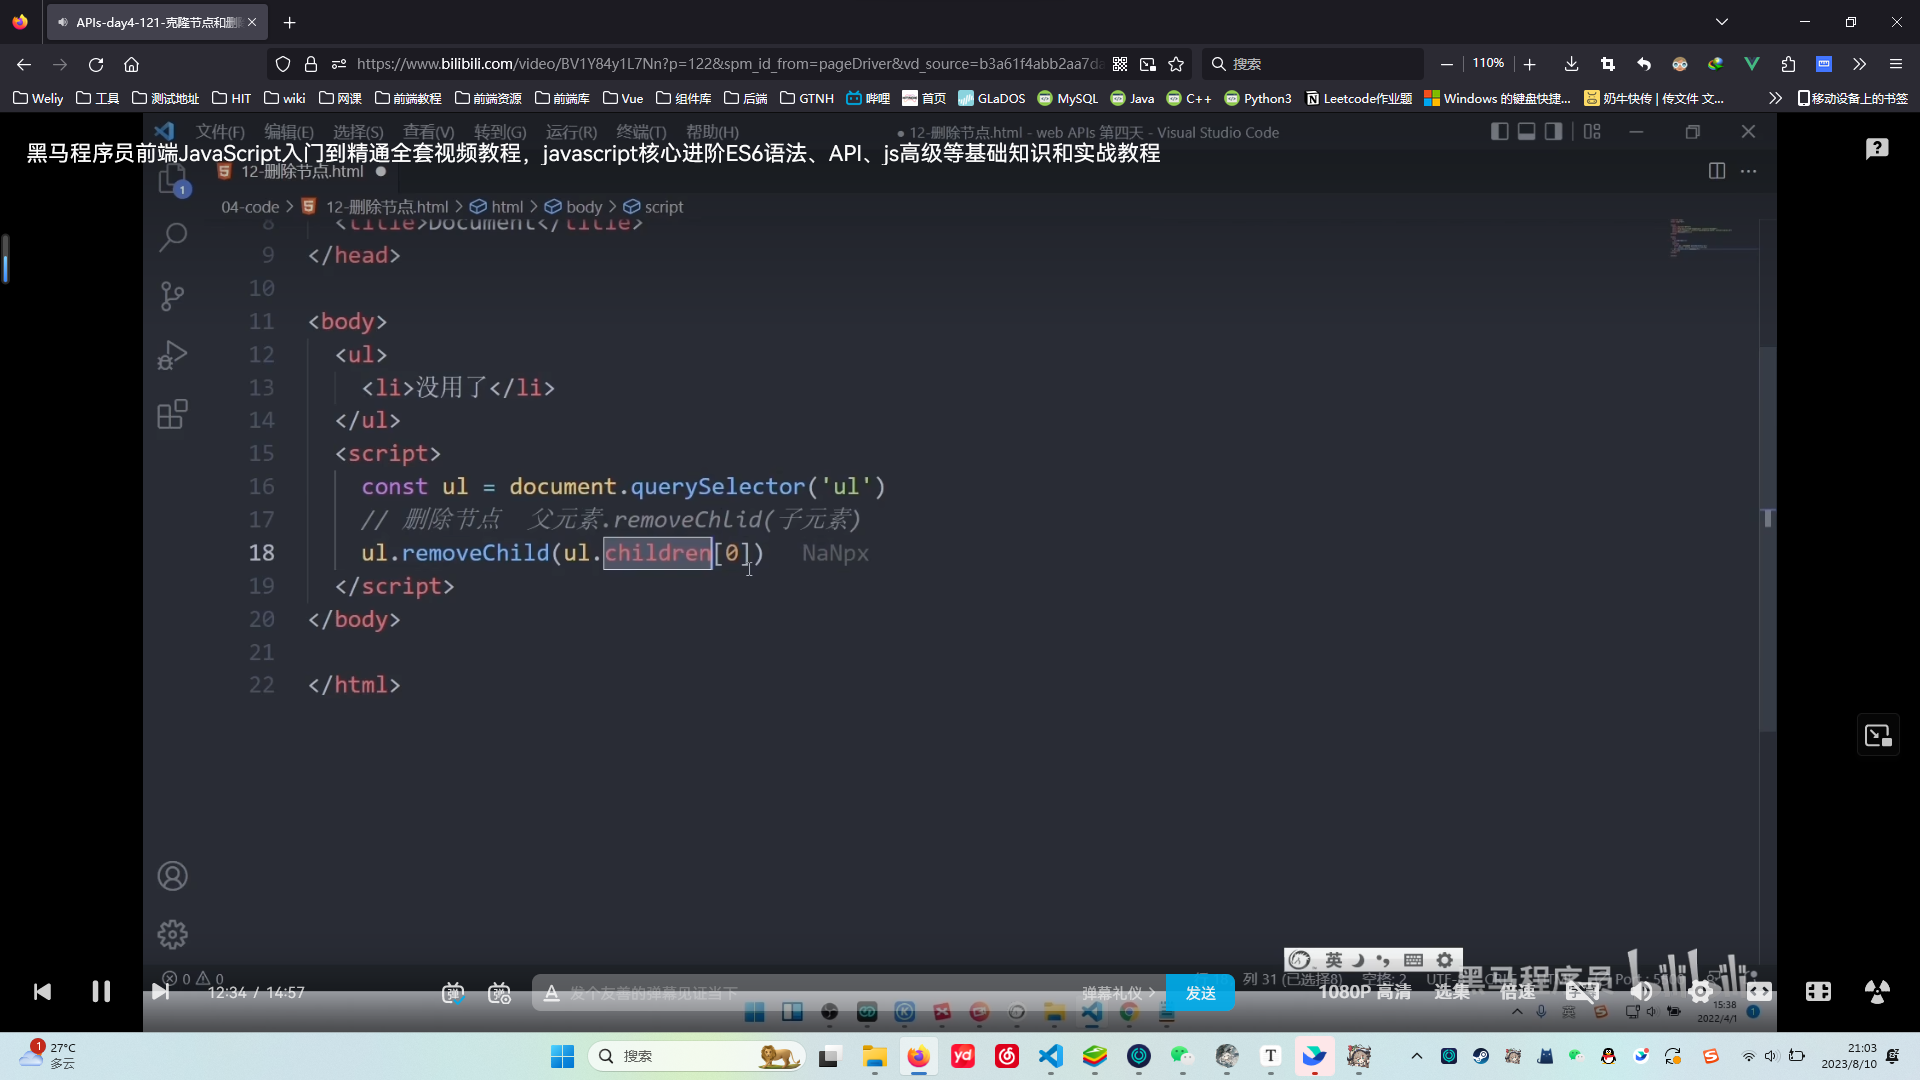 APIs-day4-121-克隆节点和删
https://www.bilibili.com/video/BV1Y84y1L7Nn?p=122&spm_id_from=pageDriver&vd_source=b3a61f4abb2aa7da
搜索
110%
Weliy 工具 测试地址 HIT wiki 网课 前端教程 前端资源 前端库 Vue 组件库 后端 GTNH 哔哩 首页 GLaDOS MySQL Java C++ Python3 Leetcode作业题 Windows 的键盘快捷... 奶牛快传 | 传文件 文... 移动设备上的书签
文件(F) 编辑(E) 选择(S) 查看(V) 转到(G) 运行(R) 终端(T) 帮助(H) ● 12-删除节点.html - web APIs 第四天 - Visual Studio Code
黑马程序员前端JavaScript入门到精通全套视频教程，javascript核心进阶ES6语法、API、js高级等基础知识和实战教程
12-删除节点.html
1
04-code > 12-删除节点.html > html > body > script
8 <title>Document</title>
9 </head>
10
11 <body>
12 <ul>
13 <li>没用了</li>
14 </ul>
15 <script>
16 const ul = document.querySelector('ul')
17 // 删除节点 父元素.removeChlid(子元素)
18 ul.removeChild(ul.children[0]) NaNpx
19 </script>
20 </body>
21
22 </html>
英
0 0
列 31 (已选择8) 空格: 2 UTF-
黑马程序员
12:34 / 14:57
发个友善的弹幕见证当下
弹幕礼仪 >
发送
1080P 高清 选集 倍速
15:38
2022/4/1
1
27°C
多云
1
搜索
21:03
2023/8/10